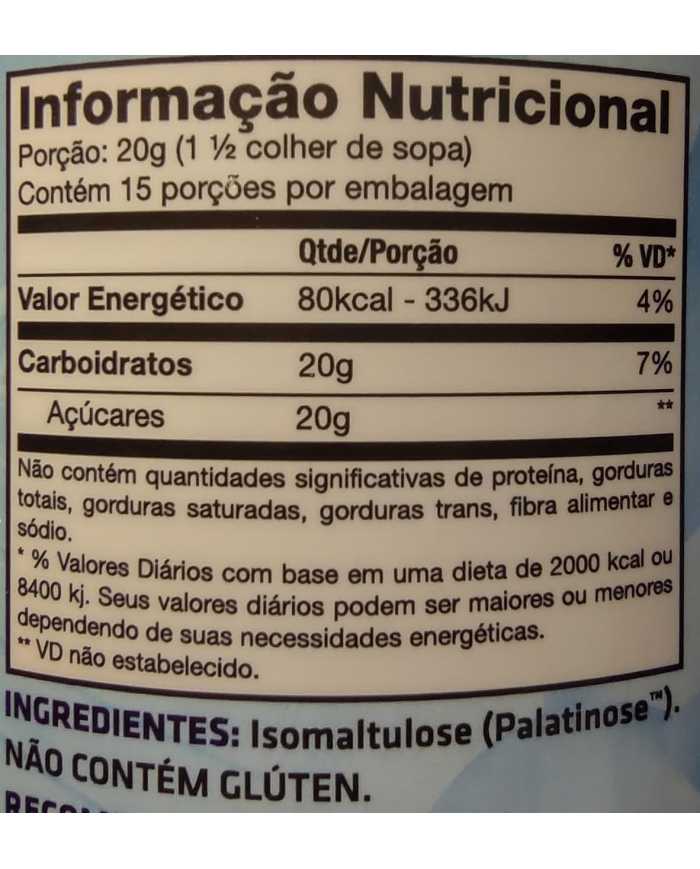 Informação Nutricional
Porção: 20g (1 ½ colher de sopa)
Contém 15 porções por embalagem
Qtde/Porção % VD*
Valor Energético 80kcal - 336kJ 4%
Carboidratos 20g 7%
Açúcares 20g **
Não contém quantidades significativas de proteína, gorduras
totais, gorduras saturadas, gorduras trans, fibra alimentar e
sódio.
* % Valores Diários com base em uma dieta de 2000 kcal ou
8400 kj. Seus valores diários podem ser maiores ou menores
dependendo de suas necessidades energéticas.
** VD não estabelecido.
INGREDIENTES: Isomaltulose (Palatinose™).
NÃO CONTÉM GLÚTEN.